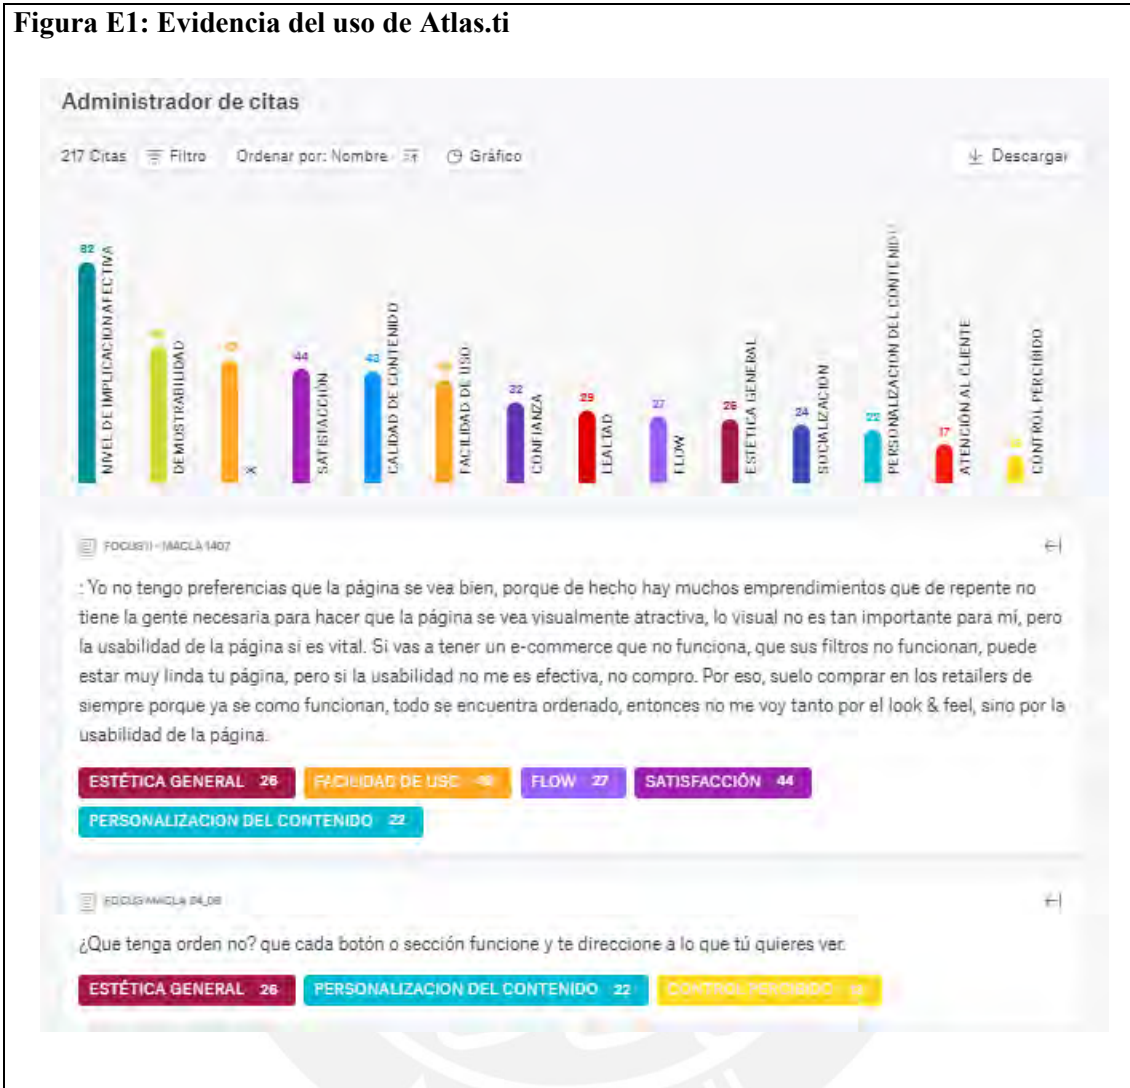 Figura E1: Evidencia del uso de Atlas.ti
Administrador de citas
217 Citas Filtro Ordenar por: Nombre Gráfico Descargar
82 NIVEL DE IMPLICACION AFECTIVA
DEMOSTRABILIDAD
X
44 SATISFACCIÓN
43 CALIDAD DE CONTENIDO
FACILIDAD DE USO
32 CONFIANZA
29 LEALTAD
27 FLOW
26 ESTÉTICA GENERAL
24 SOCIALIZACION
22 PERSONALIZACION DEL CONTENIDO
17 ATENCIÓN AL CLIENTE
CONTROL PERCIBIDO
FOCUS II - MACLA 1407
: Yo no tengo preferencias que la página se vea bien, porque de hecho hay muchos emprendimientos que de repente no
tiene la gente necesaria para hacer que la página se vea visualmente atractiva, lo visual no es tan importante para mí, pero
la usabilidad de la página si es vital. Si vas a tener un e-commerce que no funciona, que sus filtros no funcionan, puede
estar muy linda tu página, pero si la usabilidad no me es efectiva, no compro. Por eso, suelo comprar en los retailers de
siempre porque ya se como funcionan, todo se encuentra ordenado, entonces no me voy tanto por el look & feel, sino por la
usabilidad de la página.
ESTÉTICA GENERAL 26 FACILIDAD DE USO FLOW 27 SATISFACCIÓN 44
PERSONALIZACION DEL CONTENIDO 22
FOCUS MACLA 04_08
¿Que tenga orden no? que cada botón o sección funcione y te direccione a lo que tú quieres ver.
ESTÉTICA GENERAL 26 PERSONALIZACION DEL CONTENIDO 22 CONTROL PERCIBIDO